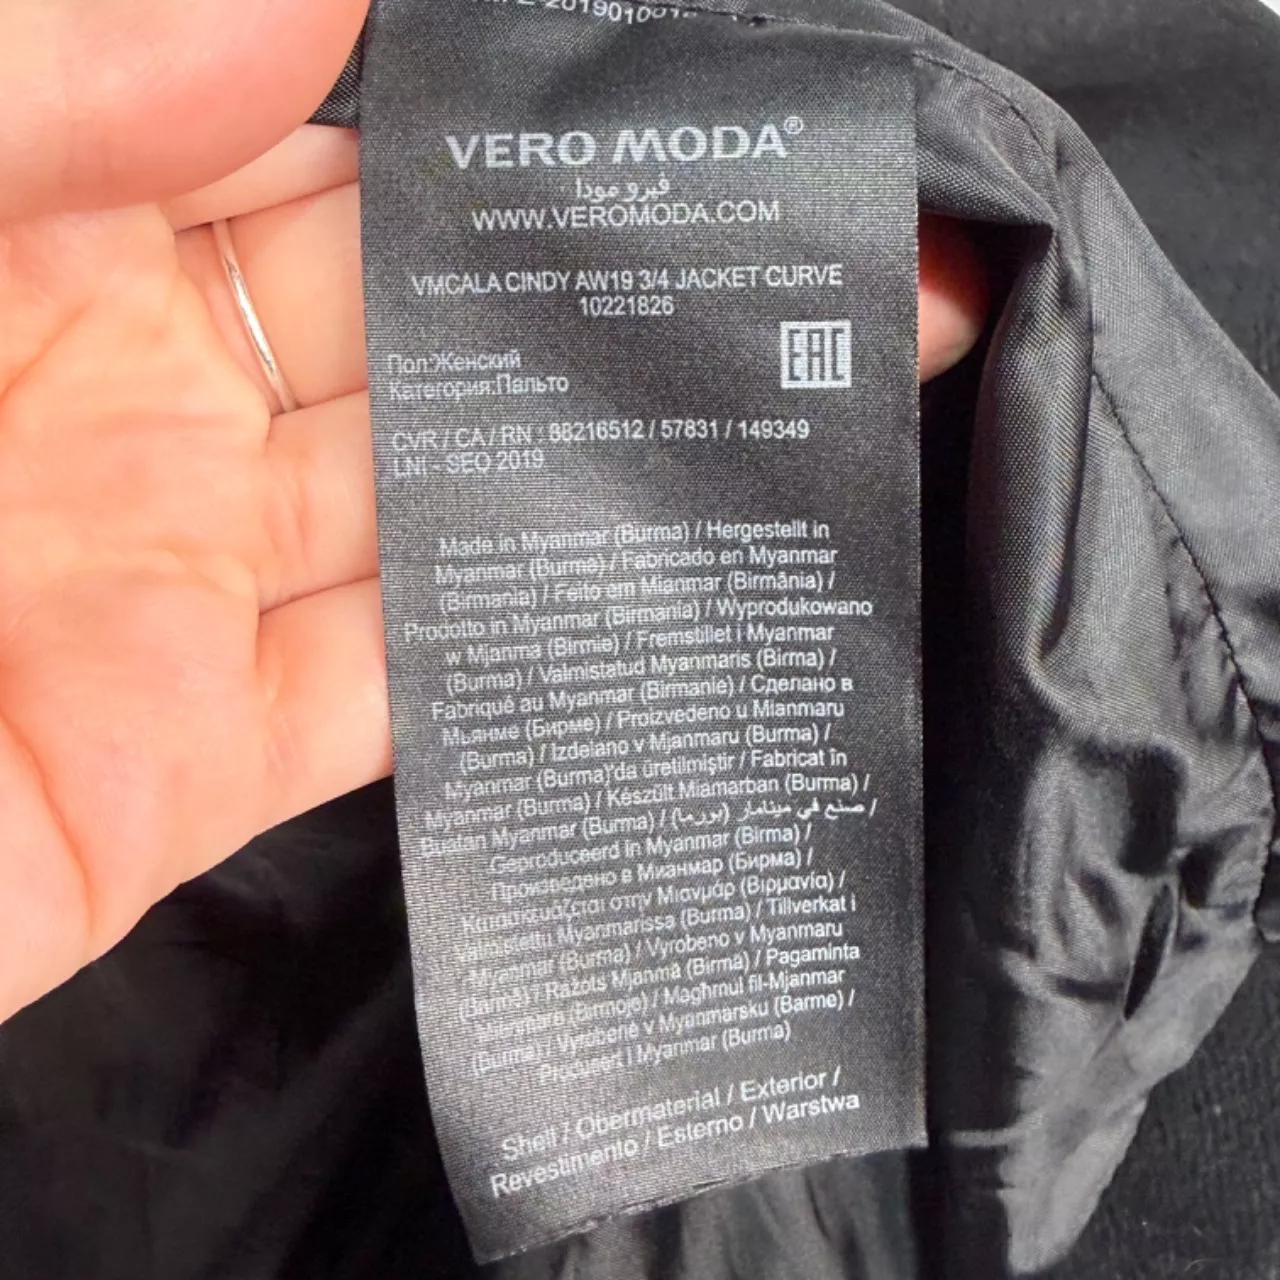 VERO MODA®
فيرو مودا
WWW.VEROMODA.COM
VMCALA CINDY AW19 3/4 JACKET CURVE
10221826
EAC
Пол:Женский
Категория:Пальто
CVR / CA / RN : 88216512 / 57831 / 149349
LNI - SEO 2019
Made in Myanmar (Burma) / Hergestellt in
Myanmar (Burma) / Fabricado en Myanmar
(Birmania) / Feito em Mianmar (Birmânia) /
Prodotto in Myanmar (Birmania) / Wyprodukowano
w Mjanma (Birmie) / Fremstillet i Myanmar
(Burma) / Valmistatud Myanmaris (Birma) /
Fabriqué au Myanmar (Birmanie) / Сделано в
Мьянме (Бирме) / Proizvedeno u Mianmaru
(Burma) / Izdelano v Mjanmaru (Burma) /
Myanmar (Burma)'da üretilmiştir / Fabricat în
Myanmar (Burma) / Készült Miamarban (Burma) /
Buatan Myanmar (Burma) / صنع في مينامار (بورما) /
Geproduceerd in Myanmar (Birma) /
Произведено в Мианмар (Бирма) /
Κατασκευάζεται στην Μιανμάρ (Βιρμανία) /
Valmistettu Myanmarissa (Burma) / Tillverkat i
Myanmar (Burma) / Vyrobeno v Myanmaru
(Barmě) / Ražots Mjanmā (Birmā) / Pagaminta
(Birmoje) / Magħmul fil-Mjanmar
(Burma) / Vyrobené v Myanmarsku (Barme) /
Produsert i Myanmar (Burma)
Shell / Obermaterial / Exterior /
Revestimento / Esterno / Warstwa